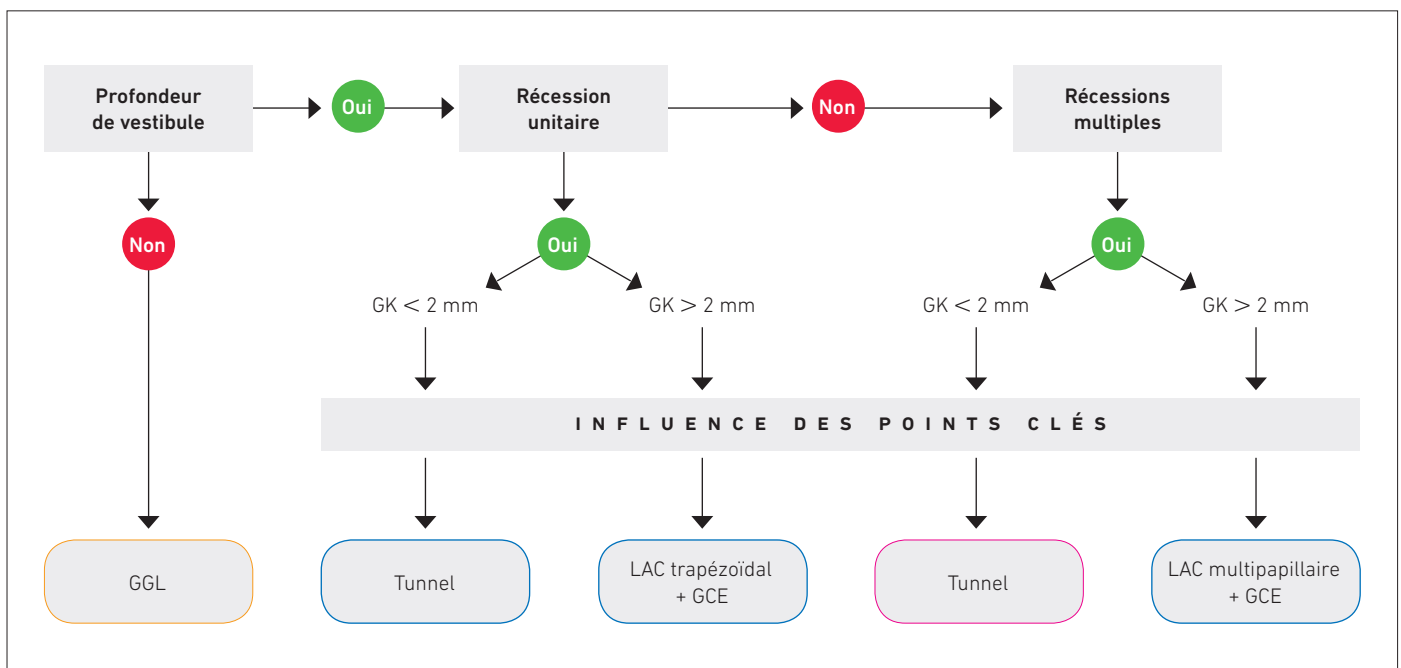 Profondeur
de vestibule
Oui
Récession
unitaire
Non
Récessions
multiples
Non
Oui
Oui
GK < 2 mm
GK > 2 mm
GK < 2 mm
GK > 2 mm
INFLUENCE DES POINTS CLÉS
GGL
Tunnel
LAC trapézoïdal
+ GCE
Tunnel
LAC multipapillaire
+ GCE